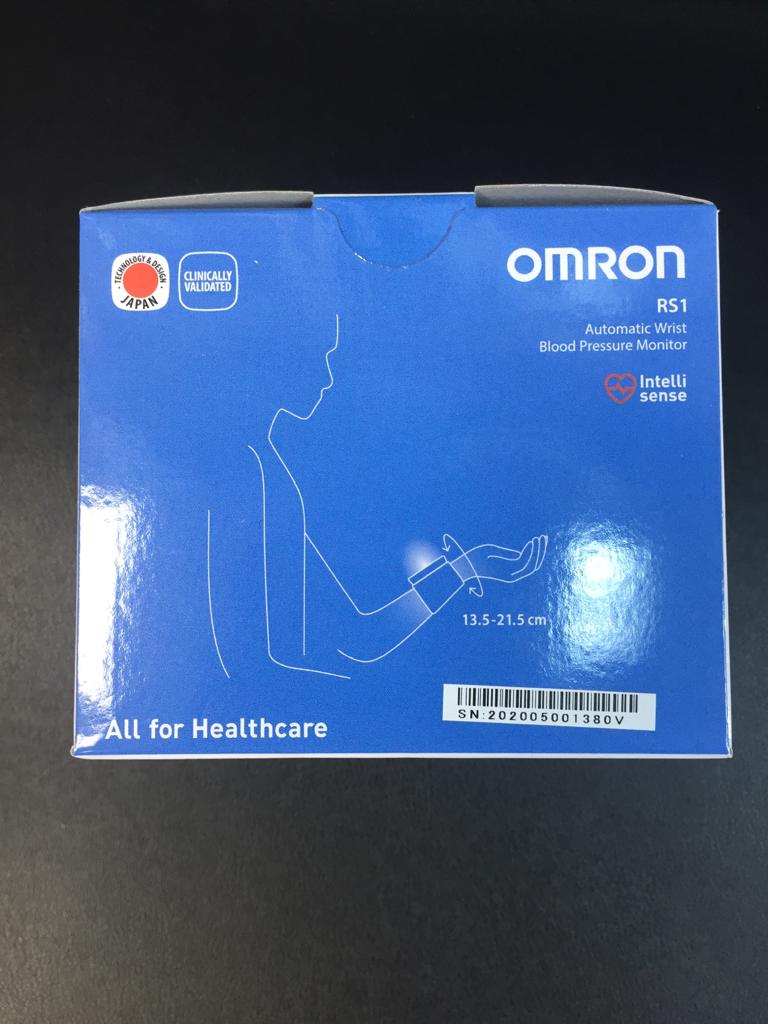 TECHNOLOGY & DESIGN
JAPAN
CLINICALLY
VALIDATED
OMRON
RS1
Automatic Wrist
Blood Pressure Monitor
Intelli
sense
13.5-21.5 cm
SN:202005001380V
All for Healthcare